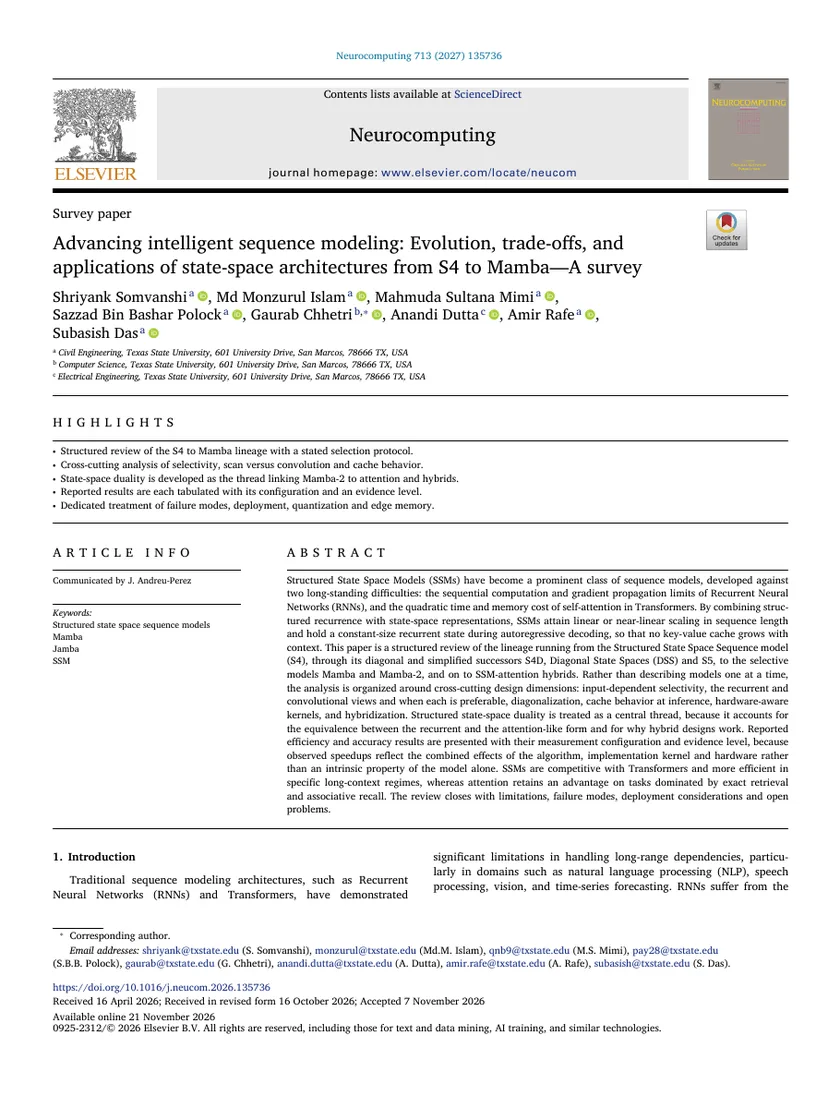 Neurocomputing 713 (2027) 135736
Contents lists available at ScienceDirect
Neurocomputing
journal homepage: www.elsevier.com/locate/neucom
ELSEVIER
NEUROCOMPUTING
Survey paper
Check for
updates
Advancing intelligent sequence modeling: Evolution, trade-offs, and
applications of state-space architectures from S4 to Mamba—A survey
Shriyank Somvanshi a, Md Monzurul Islam a, Mahmuda Sultana Mimi a,
Sazzad Bin Bashar Polock a, Gaurab Chhetri b,*, Anandi Dutta c, Amir Rafe a,
Subasish Das a
a Civil Engineering, Texas State University, 601 University Drive, San Marcos, 78666 TX, USA
b Computer Science, Texas State University, 601 University Drive, San Marcos, 78666 TX, USA
c Electrical Engineering, Texas State University, 601 University Drive, San Marcos, 78666 TX, USA
HIGHLIGHTS
• Structured review of the S4 to Mamba lineage with a stated selection protocol.
• Cross-cutting analysis of selectivity, scan versus convolution and cache behavior.
• State-space duality is developed as the thread linking Mamba-2 to attention and hybrids.
• Reported results are each tabulated with its configuration and an evidence level.
• Dedicated treatment of failure modes, deployment, quantization and edge memory.
ARTICLE INFO
Communicated by J. Andreu-Perez
Keywords:
Structured state space sequence models
Mamba
Jamba
SSM
ABSTRACT
Structured State Space Models (SSMs) have become a prominent class of sequence models, developed against
two long-standing difficulties: the sequential computation and gradient propagation limits of Recurrent Neural
Networks (RNNs), and the quadratic time and memory cost of self-attention in Transformers. By combining struc-
tured recurrence with state-space representations, SSMs attain linear or near-linear scaling in sequence length
and hold a constant-size recurrent state during autoregressive decoding, so that no key-value cache grows with
context. This paper is a structured review of the lineage running from the Structured State Space Sequence model
(S4), through its diagonal and simplified successors S4D, Diagonal State Spaces (DSS) and S5, to the selective
models Mamba and Mamba-2, and on to SSM-attention hybrids. Rather than describing models one at a time,
the analysis is organized around cross-cutting design dimensions: input-dependent selectivity, the recurrent and
convolutional views and when each is preferable, diagonalization, cache behavior at inference, hardware-aware
kernels, and hybridization. Structured state-space duality is treated as a central thread, because it accounts for
the equivalence between the recurrent and the attention-like form and for why hybrid designs work. Reported
efficiency and accuracy results are presented with their measurement configuration and evidence level, because
observed speedups reflect the combined effects of the algorithm, implementation kernel and hardware rather
than an intrinsic property of the model alone. SSMs are competitive with Transformers and more efficient in
specific long-context regimes, whereas attention retains an advantage on tasks dominated by exact retrieval
and associative recall. The review closes with limitations, failure modes, deployment considerations and open
problems.
1. Introduction
Traditional sequence modeling architectures, such as Recurrent
Neural Networks (RNNs) and Transformers, have demonstrated
significant limitations in handling long-range dependencies, particu-
larly in domains such as natural language processing (NLP), speech
processing, vision, and time-series forecasting. RNNs suffer from the
* Corresponding author.
Email addresses: shriyank@txstate.edu (S. Somvanshi), monzurul@txstate.edu (Md.M. Islam), qnb9@txstate.edu (M.S. Mimi), pay28@txstate.edu
(S.B.B. Polock), gaurab@txstate.edu (G. Chhetri), anandi.dutta@txstate.edu (A. Dutta), amir.rafe@txstate.edu (A. Rafe), subasish@txstate.edu (S. Das).
https://doi.org/10.1016/j.neucom.2026.135736
Received 16 April 2026; Received in revised form 16 October 2026; Accepted 7 November 2026
Available online 21 November 2026
0925-2312/© 2026 Elsevier B.V. All rights are reserved, including those for text and data mining, AI training, and similar technologies.